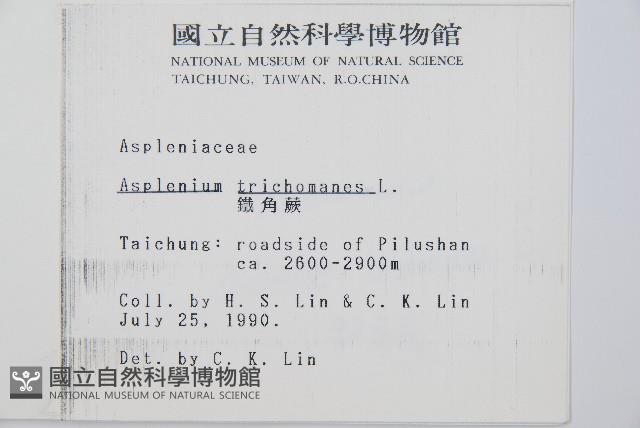 國立自然科學博物館
NATIONAL MUSEUM OF NATURAL SCIENCE
TAICHUNG, TAIWAN, R.O.CHINA
Aspleniaceae
Asplenium trichomanes L.
鐵角蕨
Taichung: roadside of Pilushan
ca. 2600-2900m
Coll. by H. S. Lin & C. K. Lin
July 25, 1990.
Det. by C. K. Lin
國立自然科學博物館
NATIONAL MUSEUM OF NATURAL SCIENCE